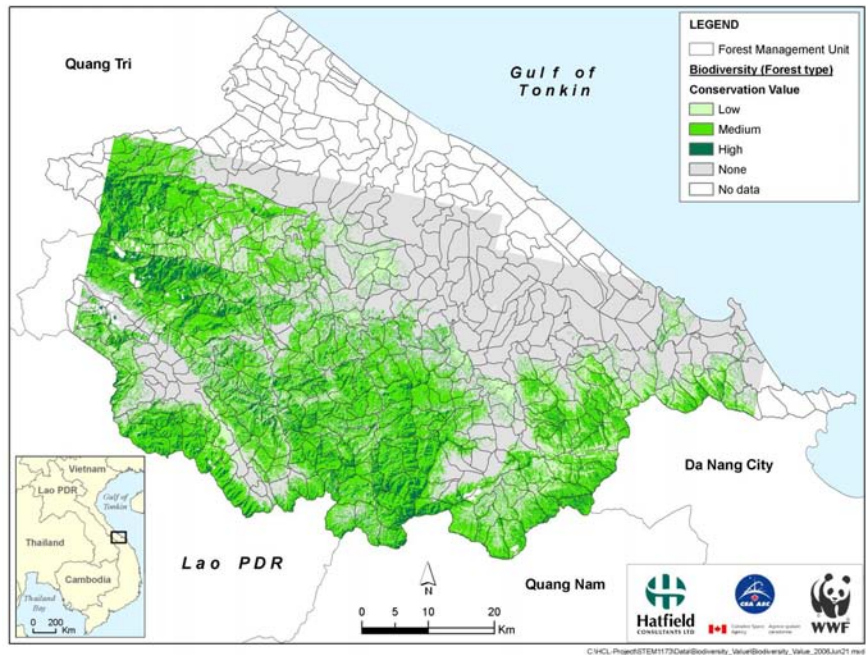 Quang Tri
Gulf of
Tonkin
LEGEND
Forest Management Unit
Biodiversity (Forest type)
Conservation Value
Low
Medium
High
None
No data
Da Nang City
Lao PDR
Quang Nam
N
0 5 10 20
Km
Vietnam
Lao PDR
Gulf of
Tonkin
Thailand
Cambodia
Thailand
Bay
0 200
Km
Hatfield
CONSULTANTS LTD
CSA ASC
Canadian Space
Agency
Agence spatiale
canadienne
WWF